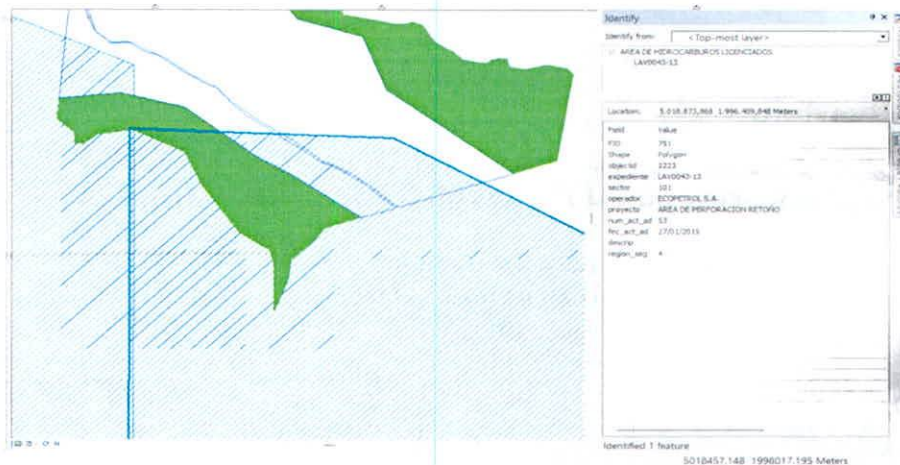 Identify
Identify from: <Top-most layer>
AREA DE HIDROCARBUROS LICENCIADOS
LAV0043-13
Location: 5.018.873,868 1.996.409,848 Meters
Field Value
FID 751
Shape Polygon
objectid 1223
expediente LAV0043-13
sector 101
operador ECOPETROL S.A.
proyecto AREA DE PERFORACION RETOÑO
num_act_ad 53
fec_act_ad 27/01/2015
descrip
region_seg 4
Identified 1 feature
5018457.148 1996017.195 Meters